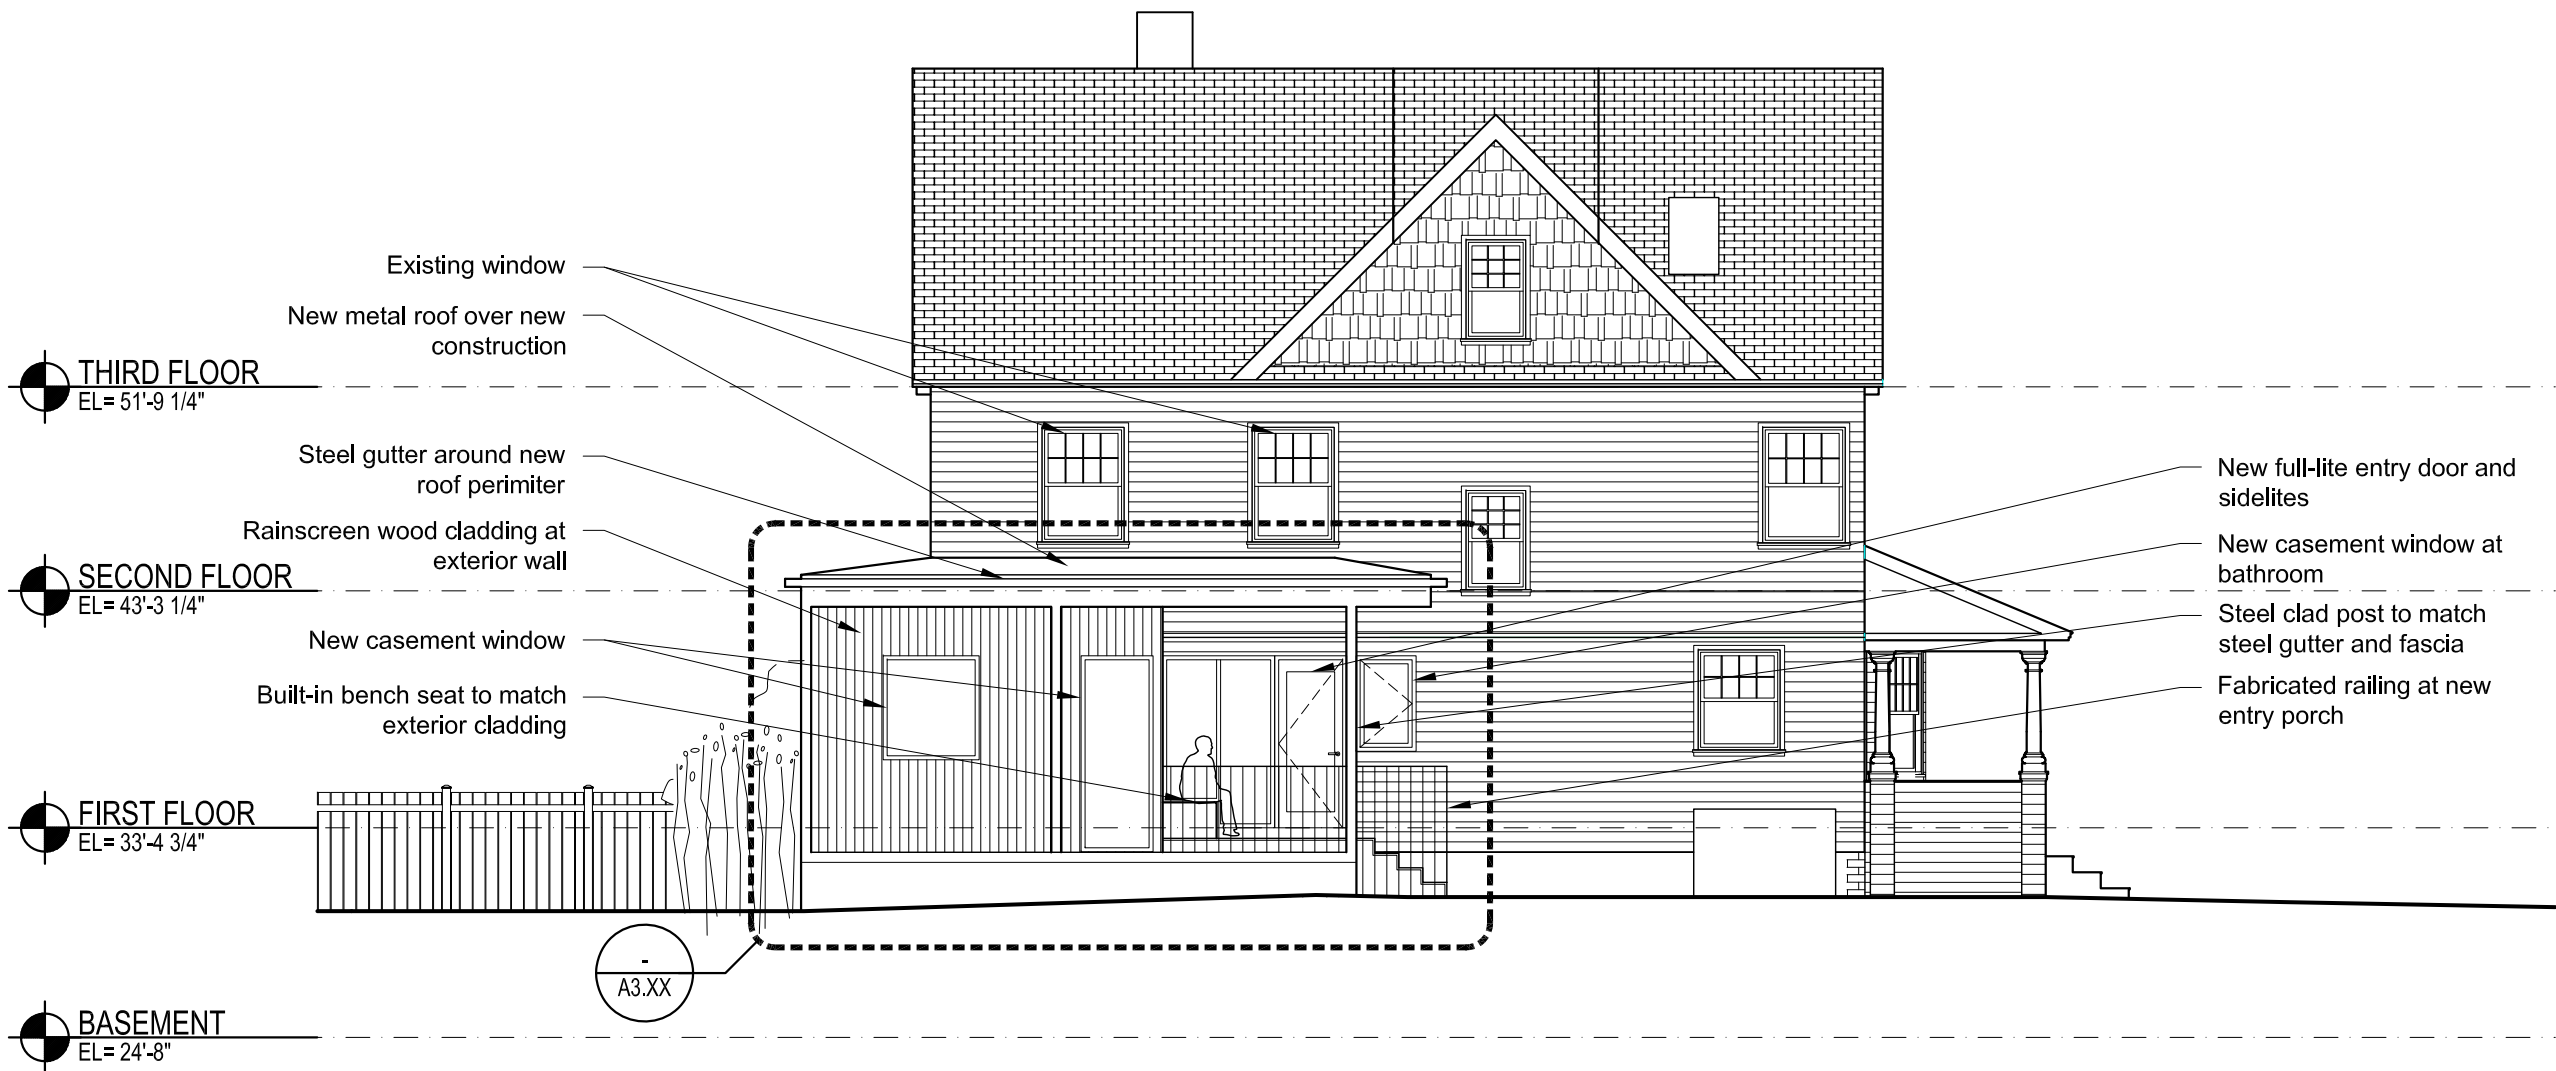 Existing window
New metal roof over new
construction
THIRD FLOOR
EL= 51'-9 1/4"
Steel gutter around new
roof perimiter
Rainscreen wood cladding at
exterior wall
SECOND FLOOR
EL= 43'-3 1/4"
New casement window
Built-in bench seat to match
exterior cladding
FIRST FLOOR
EL= 33'-4 3/4"
-
A3.XX
BASEMENT
EL= 24'-8"
New full-lite entry door and
sidelites
New casement window at
bathroom
Steel clad post to match
steel gutter and fascia
Fabricated railing at new
entry porch